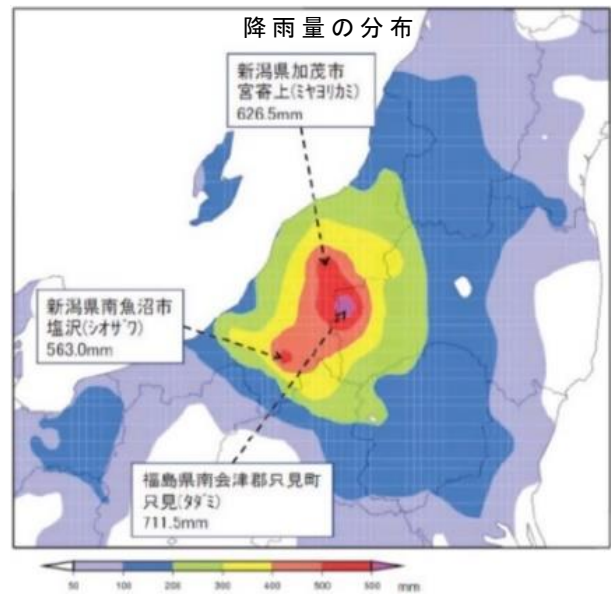 降雨量の分布
新潟県加茂市
宮寄上(ミヤヨリカミ)
626.5mm
新潟県南魚沼市
塩沢(シオザワ)
563.0mm
福島県南会津郡只見町
只見(タダミ)
711.5mm
50 100 200 300 400 500 600 mm